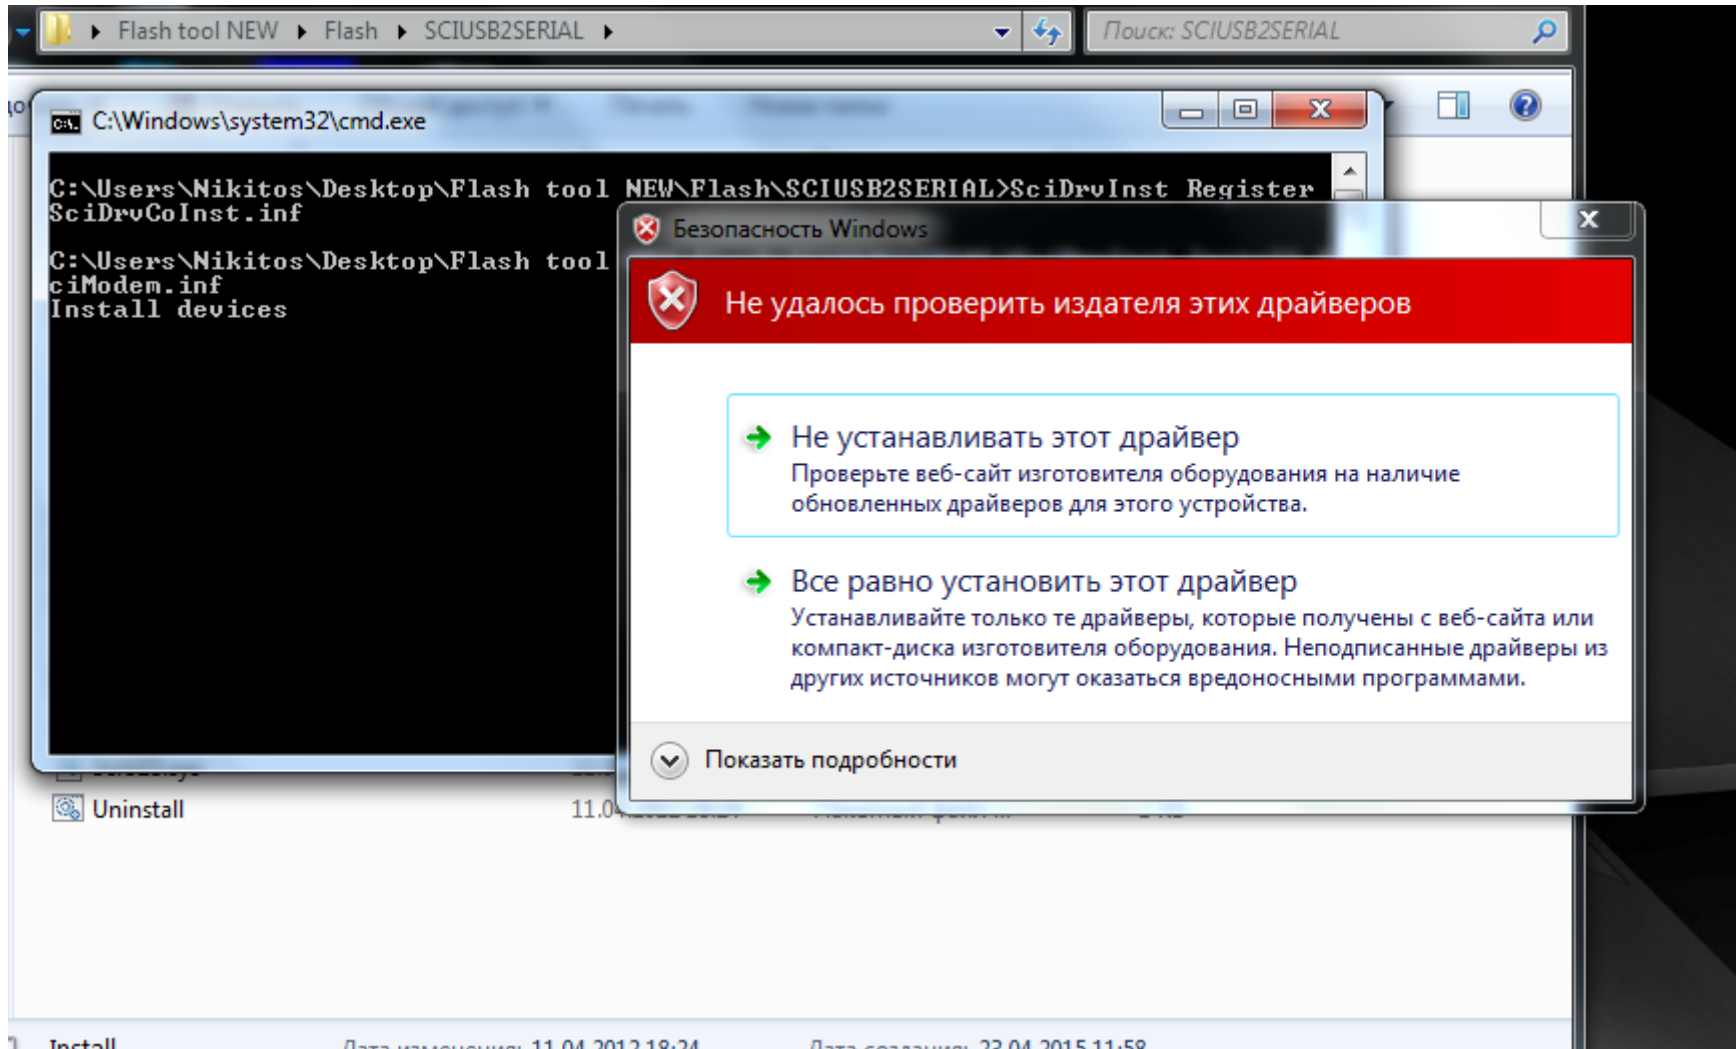 Flash tool NEW ▸ Flash ▸ SCIUSB2SERIAL ▸
Поиск: SCIUSB2SERIAL
C:\Windows\system32\cmd.exe
C:\Users\Nikitos\Desktop\Flash tool NEW\Flash\SCIUSB2SERIAL>SciDrvInst Register
SciDrvCoInst.inf
C:\Users\Nikitos\Desktop\Flash tool
ciModem.inf
Install devices
Безопасность Windows
Не удалось проверить издателя этих драйверов
Не устанавливать этот драйвер
Проверьте веб-сайт изготовителя оборудования на наличие
обновленных драйверов для этого устройства.
Все равно установить этот драйвер
Устанавливайте только те драйверы, которые получены с веб-сайта или
компакт-диска изготовителя оборудования. Неподписанные драйверы из
других источников могут оказаться вредоносными программами.
Показать подробности
Uninstall 11.04
Install Дата изменения: 11.04.2012 18:24 Дата создания: 23.04.2015 11:58